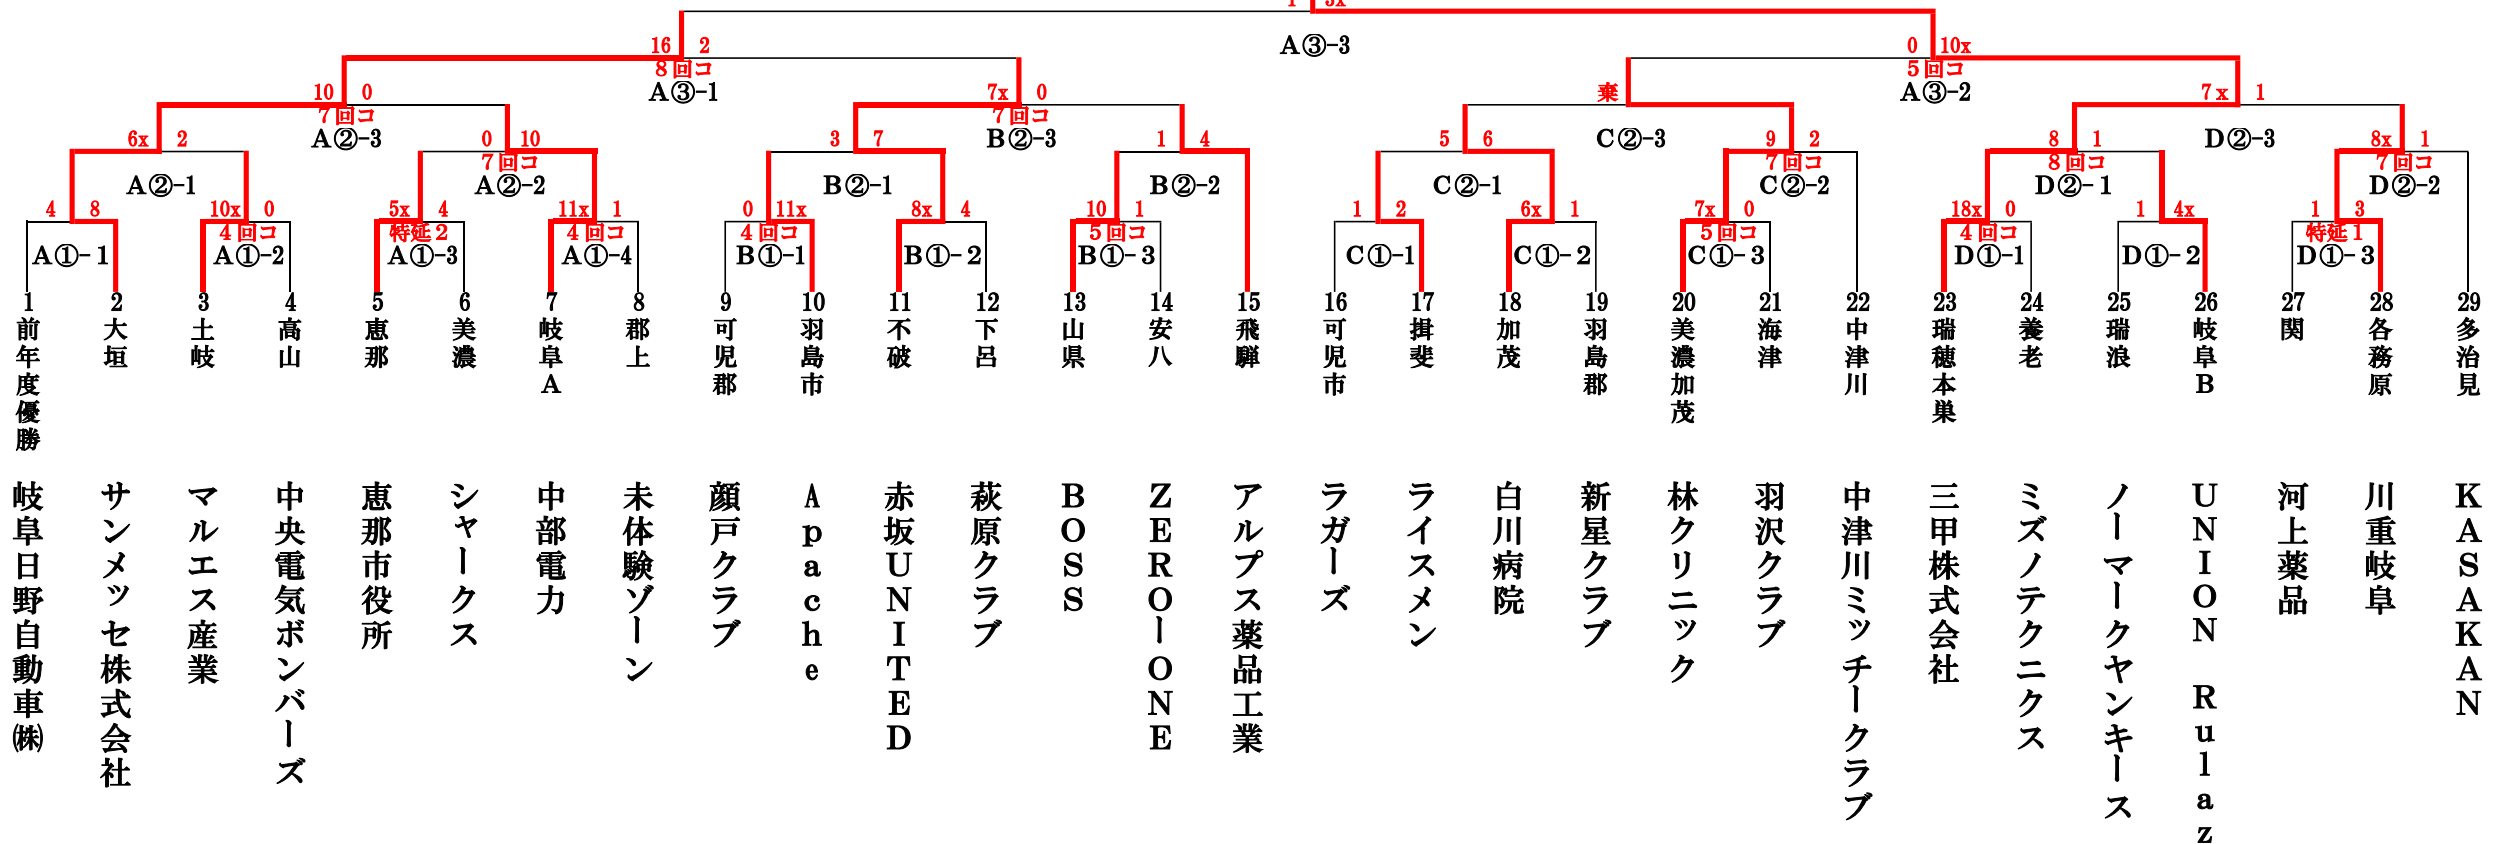 1 3x
A③-3
16 2
0 10x
8回コ
5回コ
A③-1
A③-2
10 0
7x 0
棄
7x 1
7回コ
7回コ
A②-3
B②-3
C②-3
D②-3
6x 2
0 10
3 7
1 4
5 6
9 2
8 1
8x 1
7回コ
7回コ
8回コ
7回コ
A②-1
A②-2
B②-1
B②-2
C②-1
C②-2
D②-1
D②-2
4 8
10x 0
5x 4
11x 1
0 11x
8x 4
10 1
1 2
6x 1
7x 0
18x 0
1 4x
1 3
4回コ
特延2
4回コ
4回コ
5回コ
5回コ
4回コ
特延1
A①-1
A①-2
A①-3
A①-4
B①-1
B①-2
B①-3
C①-1
C①-2
C①-3
D①-1
D①-2
D①-3
1 前年度優勝 岐阜日野自動車㈱
2 大垣 サンメッセ株式会社
3 土岐 マルエス産業
4 高山 中央電気ボンバーズ
5 恵那 恵那市役所
6 美濃 シャークス
7 岐阜A 中部電力
8 郡上 未体験ゾーン
9 可児郡 顔戸クラブ
10 羽島市 Apache
11 不破 赤坂UNITED
12 下呂 萩原クラブ
13 山県 BOSS
14 安八 ZERO－ONE
15 飛騨 アルプス薬品工業
16 可児市 ラガーズ
17 揖斐 ライスメン
18 加茂 白川病院
19 羽島郡 新星クラブ
20 美濃加茂 林クリニック
21 海津 羽沢クラブ
22 中津川 中津川ミッチークラブ
23 瑞穂本巣 三甲株式会社
24 養老 ミズノテクニクス
25 瑞浪 ノーマークヤンキース
26 岐阜B UNION Rulaz
27 関 河上薬品
28 各務原 川重岐阜
29 多治見 KASAKAN